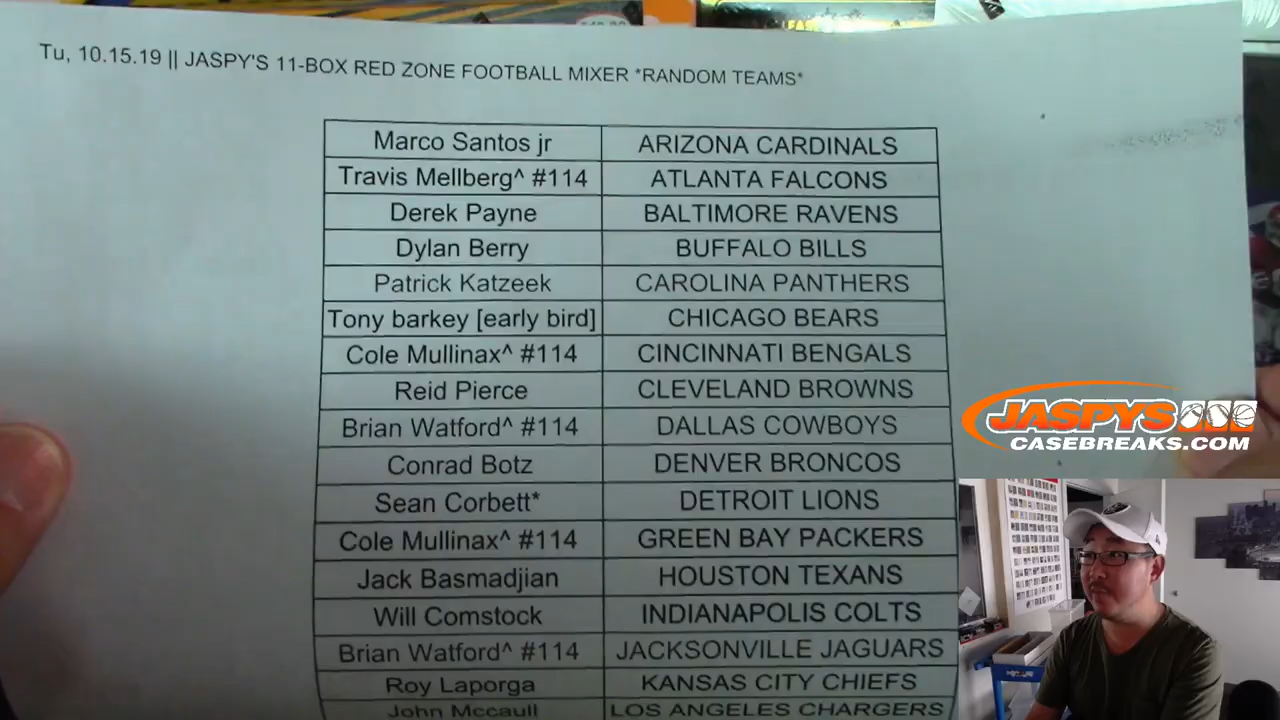 Tu, 10.15.19 || JASPY'S 11-BOX RED ZONE FOOTBALL MIXER *RANDOM TEAMS*
Marco Santos jr ARIZONA CARDINALS
Travis Mellberg^ #114 ATLANTA FALCONS
Derek Payne BALTIMORE RAVENS
Dylan Berry BUFFALO BILLS
Patrick Katzeek CAROLINA PANTHERS
Tony barkey [early bird] CHICAGO BEARS
Cole Mullinax^ #114 CINCINNATI BENGALS
Reid Pierce CLEVELAND BROWNS
Brian Watford^ #114 DALLAS COWBOYS
Conrad Botz DENVER BRONCOS
Sean Corbett* DETROIT LIONS
Cole Mullinax^ #114 GREEN BAY PACKERS
Jack Basmadjian HOUSTON TEXANS
Will Comstock INDIANAPOLIS COLTS
Brian Watford^ #114 JACKSONVILLE JAGUARS
Roy Laporga KANSAS CITY CHIEFS
John Mccaull LOS ANGELES CHARGERS
JASPYS
CASEBREAKS.COM